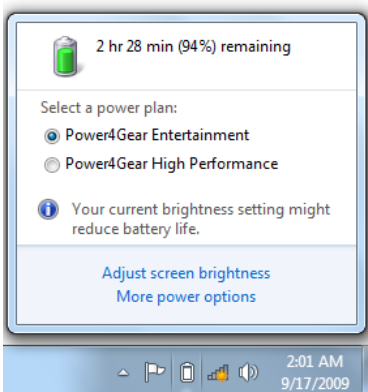 2 hr 28 min (94%) remaining
Select a power plan:
Power4Gear Entertainment
Power4Gear High Performance
Your current brightness setting might
reduce battery life.
Adjust screen brightness
More power options
2:01 AM
9/17/2009